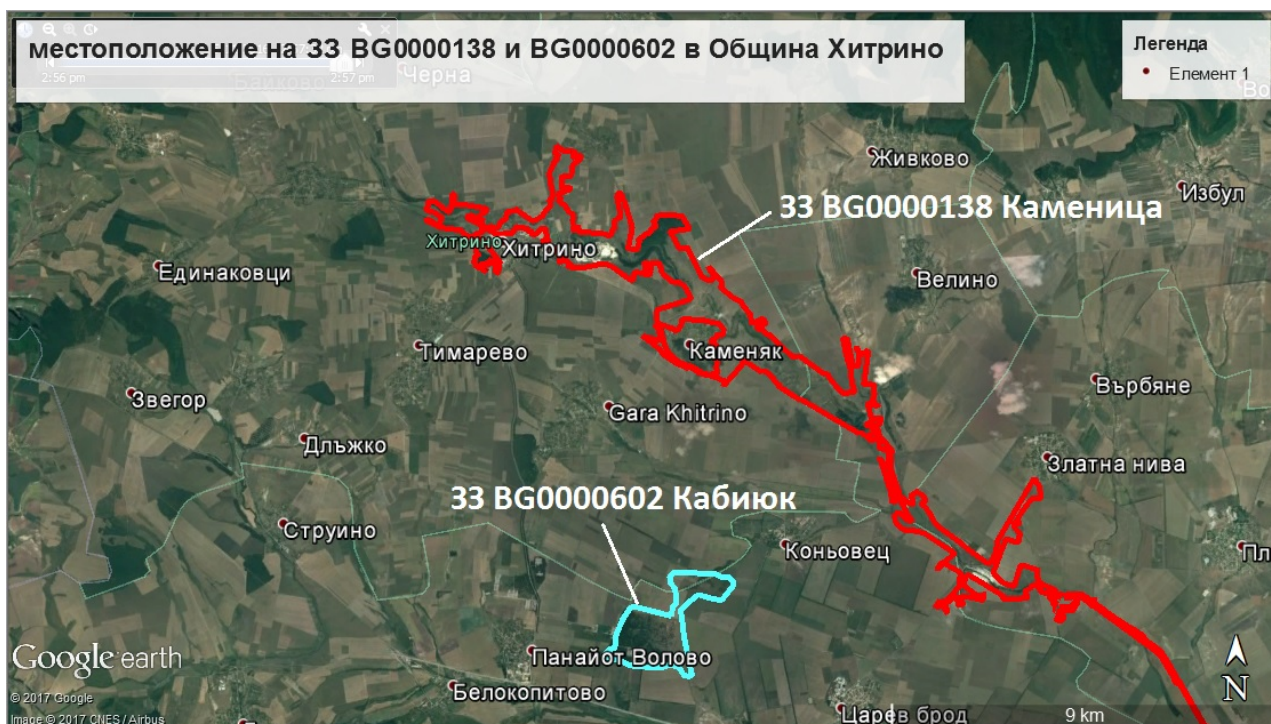 местоположение на ЗЗ BG0000138 и BG0000602 в Община Хитрино
2:56 pm
2:57 pm
Байково
Черна
Легенда
Елемент 1
Живково
Избул
ЗЗ BG0000138 Каменица
Хитрино
Хитрино
Единаковци
Велино
Тимарево
Каменяк
Върбяне
Звегор
Gara Khitrino
Длъжко
Златна нива
ЗЗ BG0000602 Кабиюк
Струино
Коньовец
Пл
Панайот Волово
Google earth
Белокопитово
N
© 2017 Google
Царев брод
9 km
Image © 2017 CNES / Airbus